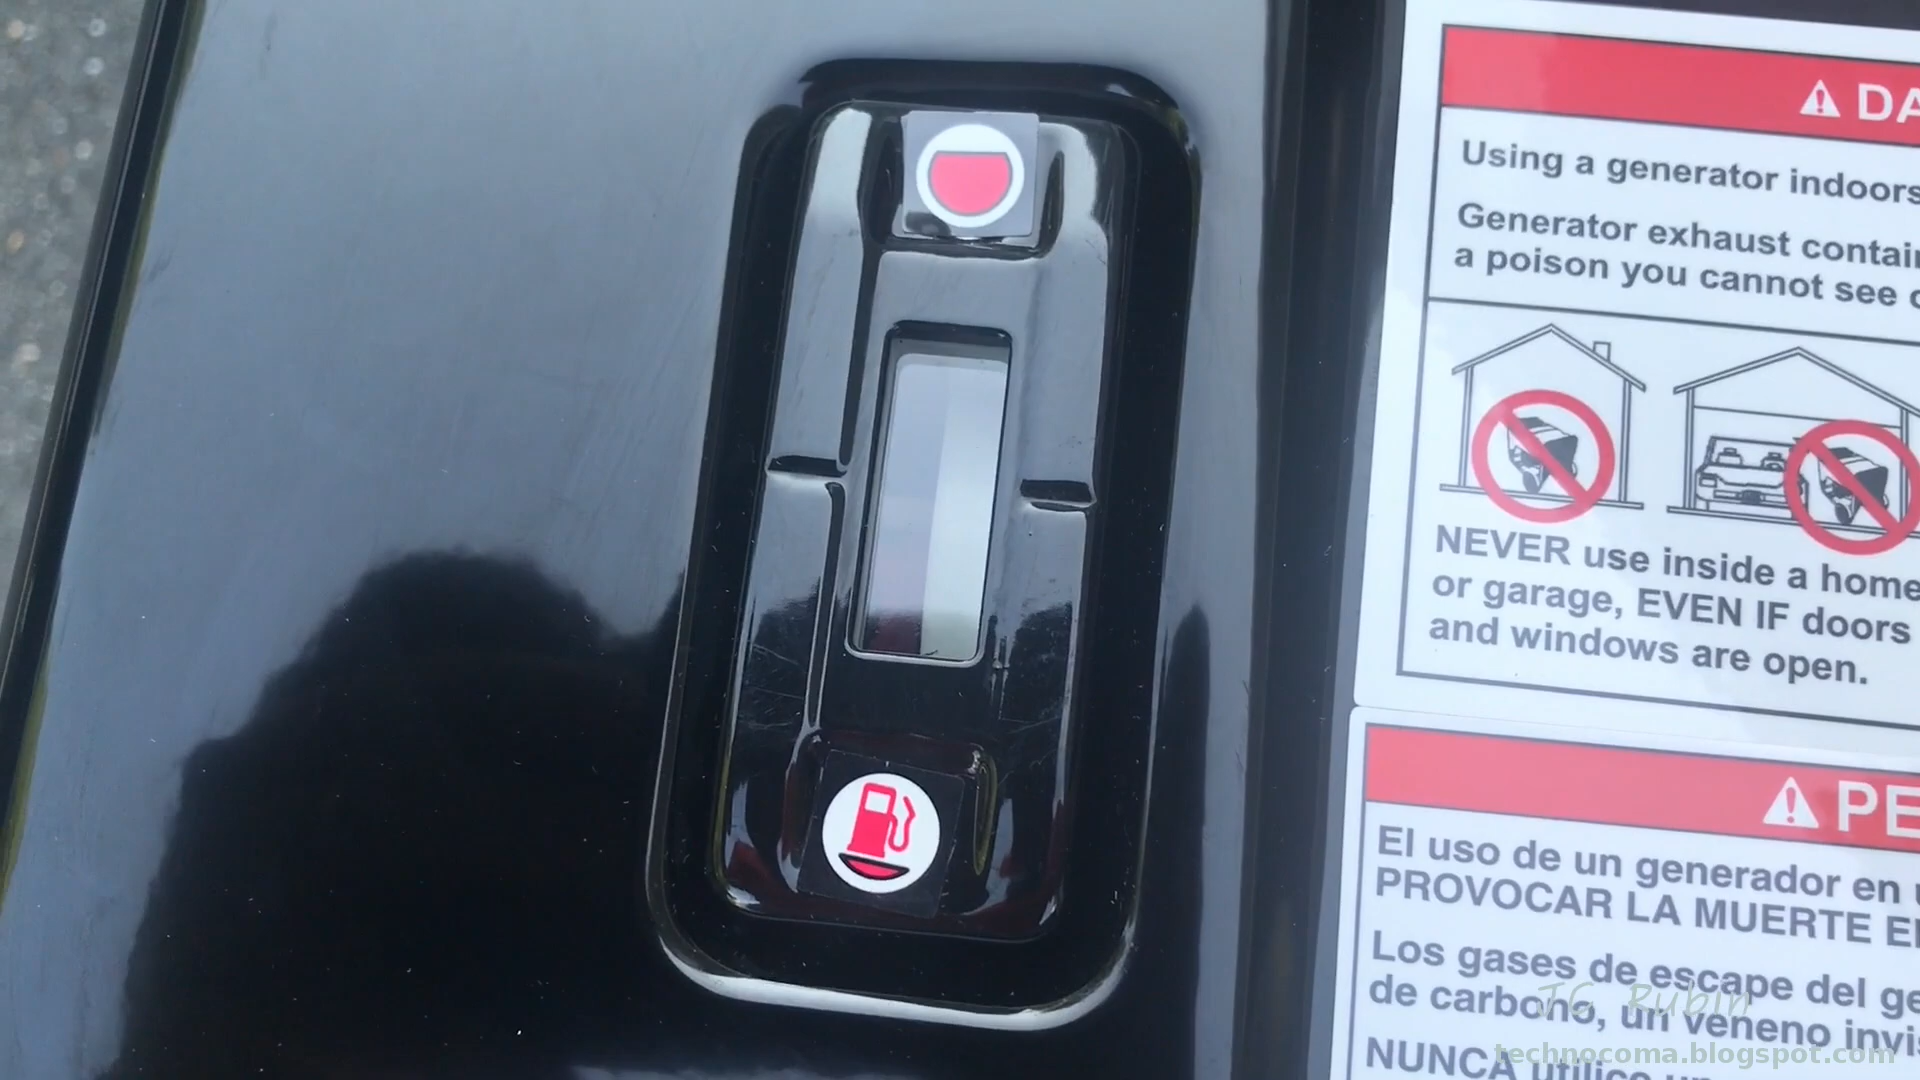 DA
Using a generator indoors
Generator exhaust contai
a poison you cannot see
NEVER use inside a home
or garage, EVEN IF doors
and windows are open.
PE
El uso de un generador en
PROVOCAR LA MUERTE E
Los gases de escape del ge
de carbono, un veneno invi
NUNCA utilice
JC Rubin
technocoma.blogspot.com